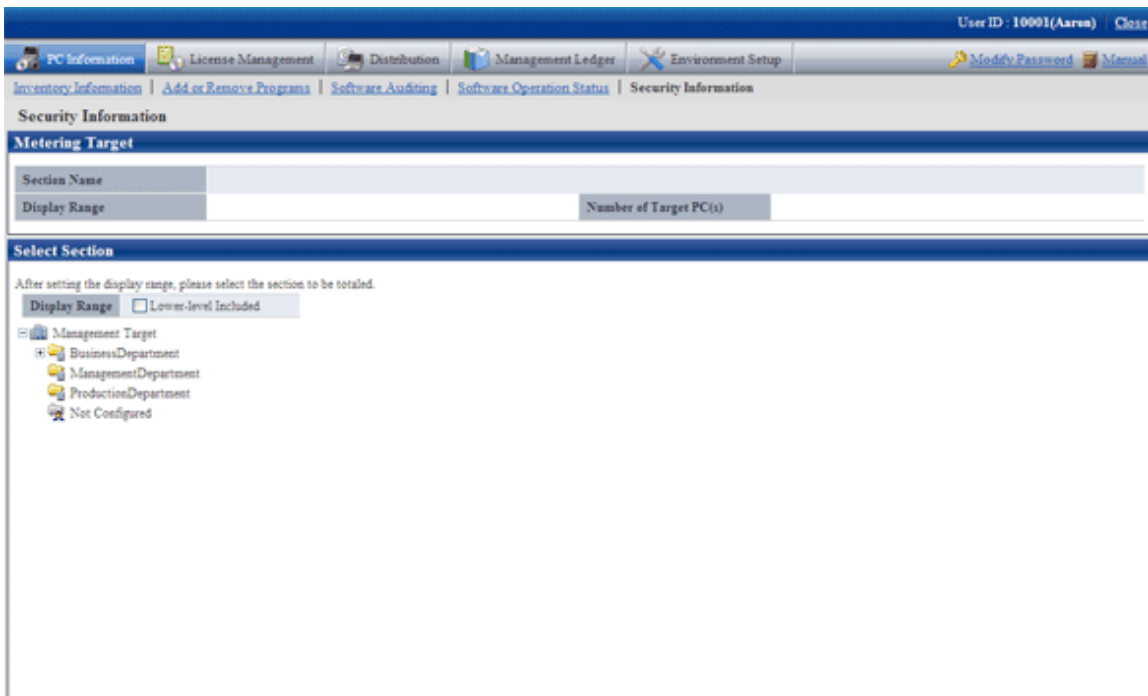 User ID : 10001(Aaron) Close
PC Information License Management Distribution Management Ledger Environment Setup Modify Password Manual
Inventory Information | Add or Remove Programs | Software Auditing | Software Operation Status | Security Information
Security Information
Metering Target
Section Name
Display Range Number of Target PC(s)
Select Section
After setting the display range, please select the section to be totaled.
Display Range Lower-level Included
Management Target
BusinessDepartment
ManagementDepartment
ProductionDepartment
Not Configured